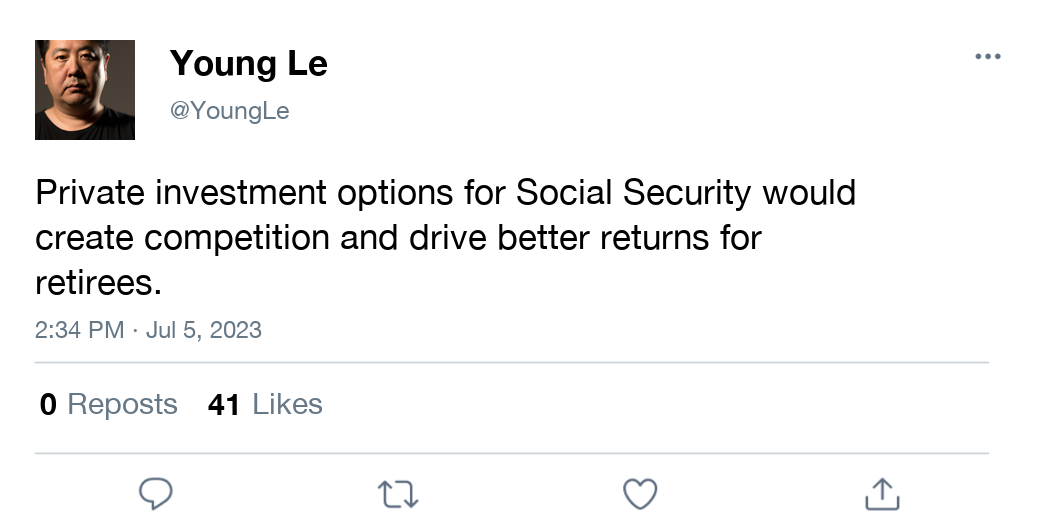 Young Le
@YoungLe
Private investment options for Social Security would
create competition and drive better returns for
retirees.
2:34 PM · Jul 5, 2023
0 Reposts 41 Likes